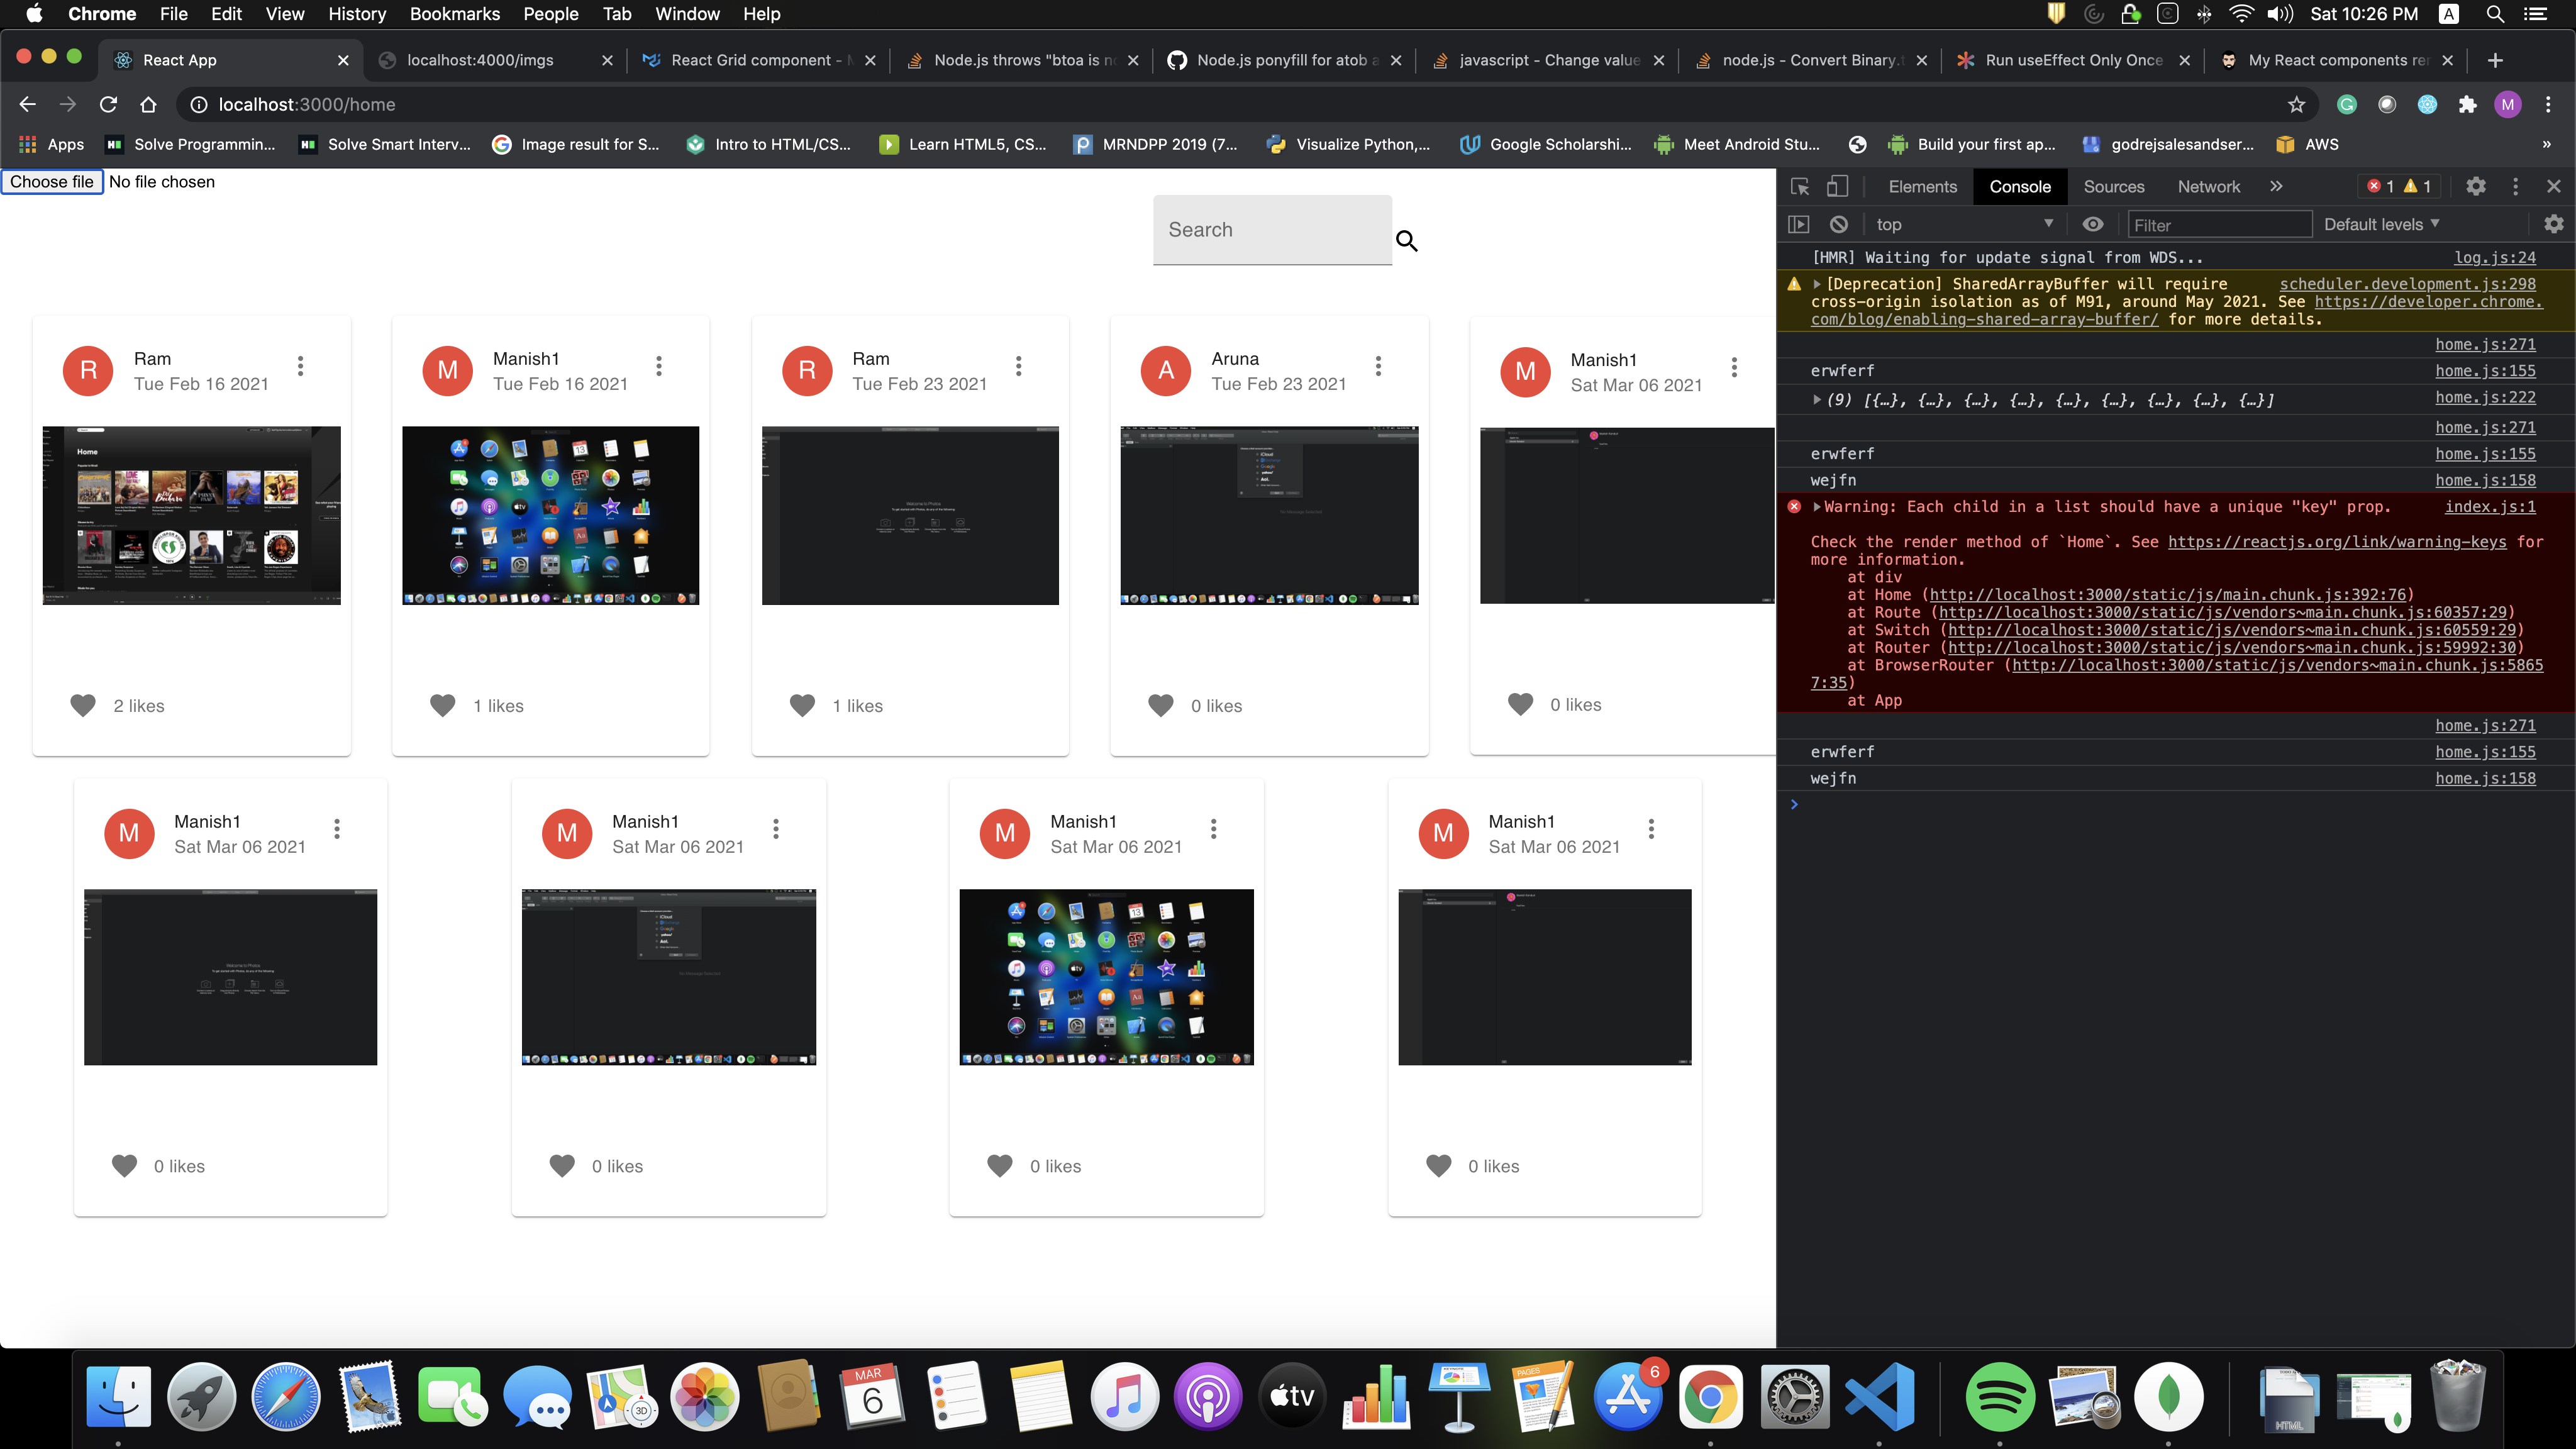 Chrome File Edit View History Bookmarks People Tab Window Help
Sat 10:26 PM A
React App
localhost:4000/imgs
React Grid component - M
Node.js throws "btoa is n
Node.js ponyfill for atob a
javascript - Change value
node.js - Convert Binary.t
Run useEffect Only Once
My React components re
localhost:3000/home
M
Apps
Solve Programmin...
Solve Smart Interv...
Image result for S...
Intro to HTML/CS...
Learn HTML5, CS...
MRNDPP 2019 (7...
Visualize Python,...
Google Scholarshi...
Meet Android Stu...
Build your first ap...
godrejsalesandser...
AWS
»
Choose file No file chosen
Search
R
Ram
Tue Feb 16 2021
M
Manish1
Tue Feb 16 2021
R
Ram
Tue Feb 23 2021
A
Aruna
Tue Feb 23 2021
M
Manish1
Sat Mar 06 2021
Home
2 likes
1 likes
1 likes
0 likes
0 likes
M
Manish1
Sat Mar 06 2021
M
Manish1
Sat Mar 06 2021
M
Manish1
Sat Mar 06 2021
M
Manish1
Sat Mar 06 2021
0 likes
0 likes
0 likes
0 likes
Elements Console Sources Network » 1 1
top Filter Default levels
[HMR] Waiting for update signal from WDS... log.js:24
[Deprecation] SharedArrayBuffer will require scheduler.development.js:298
cross-origin isolation as of M91, around May 2021. See https://developer.chrome.
com/blog/enabling-shared-array-buffer/ for more details.
home.js:271
erwferf home.js:155
(9) [{…}, {…}, {…}, {…}, {…}, {…}, {…}, {…}, {…}] home.js:222
home.js:271
erwferf home.js:155
wejfn home.js:158
Warning: Each child in a list should have a unique "key" prop. index.js:1
Check the render method of `Home`. See https://reactjs.org/link/warning-keys for
more information.
at div
at Home (http://localhost:3000/static/js/main.chunk.js:392:76)
at Route (http://localhost:3000/static/js/vendors~main.chunk.js:60357:29)
at Switch (http://localhost:3000/static/js/vendors~main.chunk.js:60559:29)
at Router (http://localhost:3000/static/js/vendors~main.chunk.js:59992:30)
at BrowserRouter (http://localhost:3000/static/js/vendors~main.chunk.js:5865
7:35)
at App
home.js:271
erwferf home.js:155
wejfn home.js:158
3D
MAR
6
tv
PAGES
6
HTML